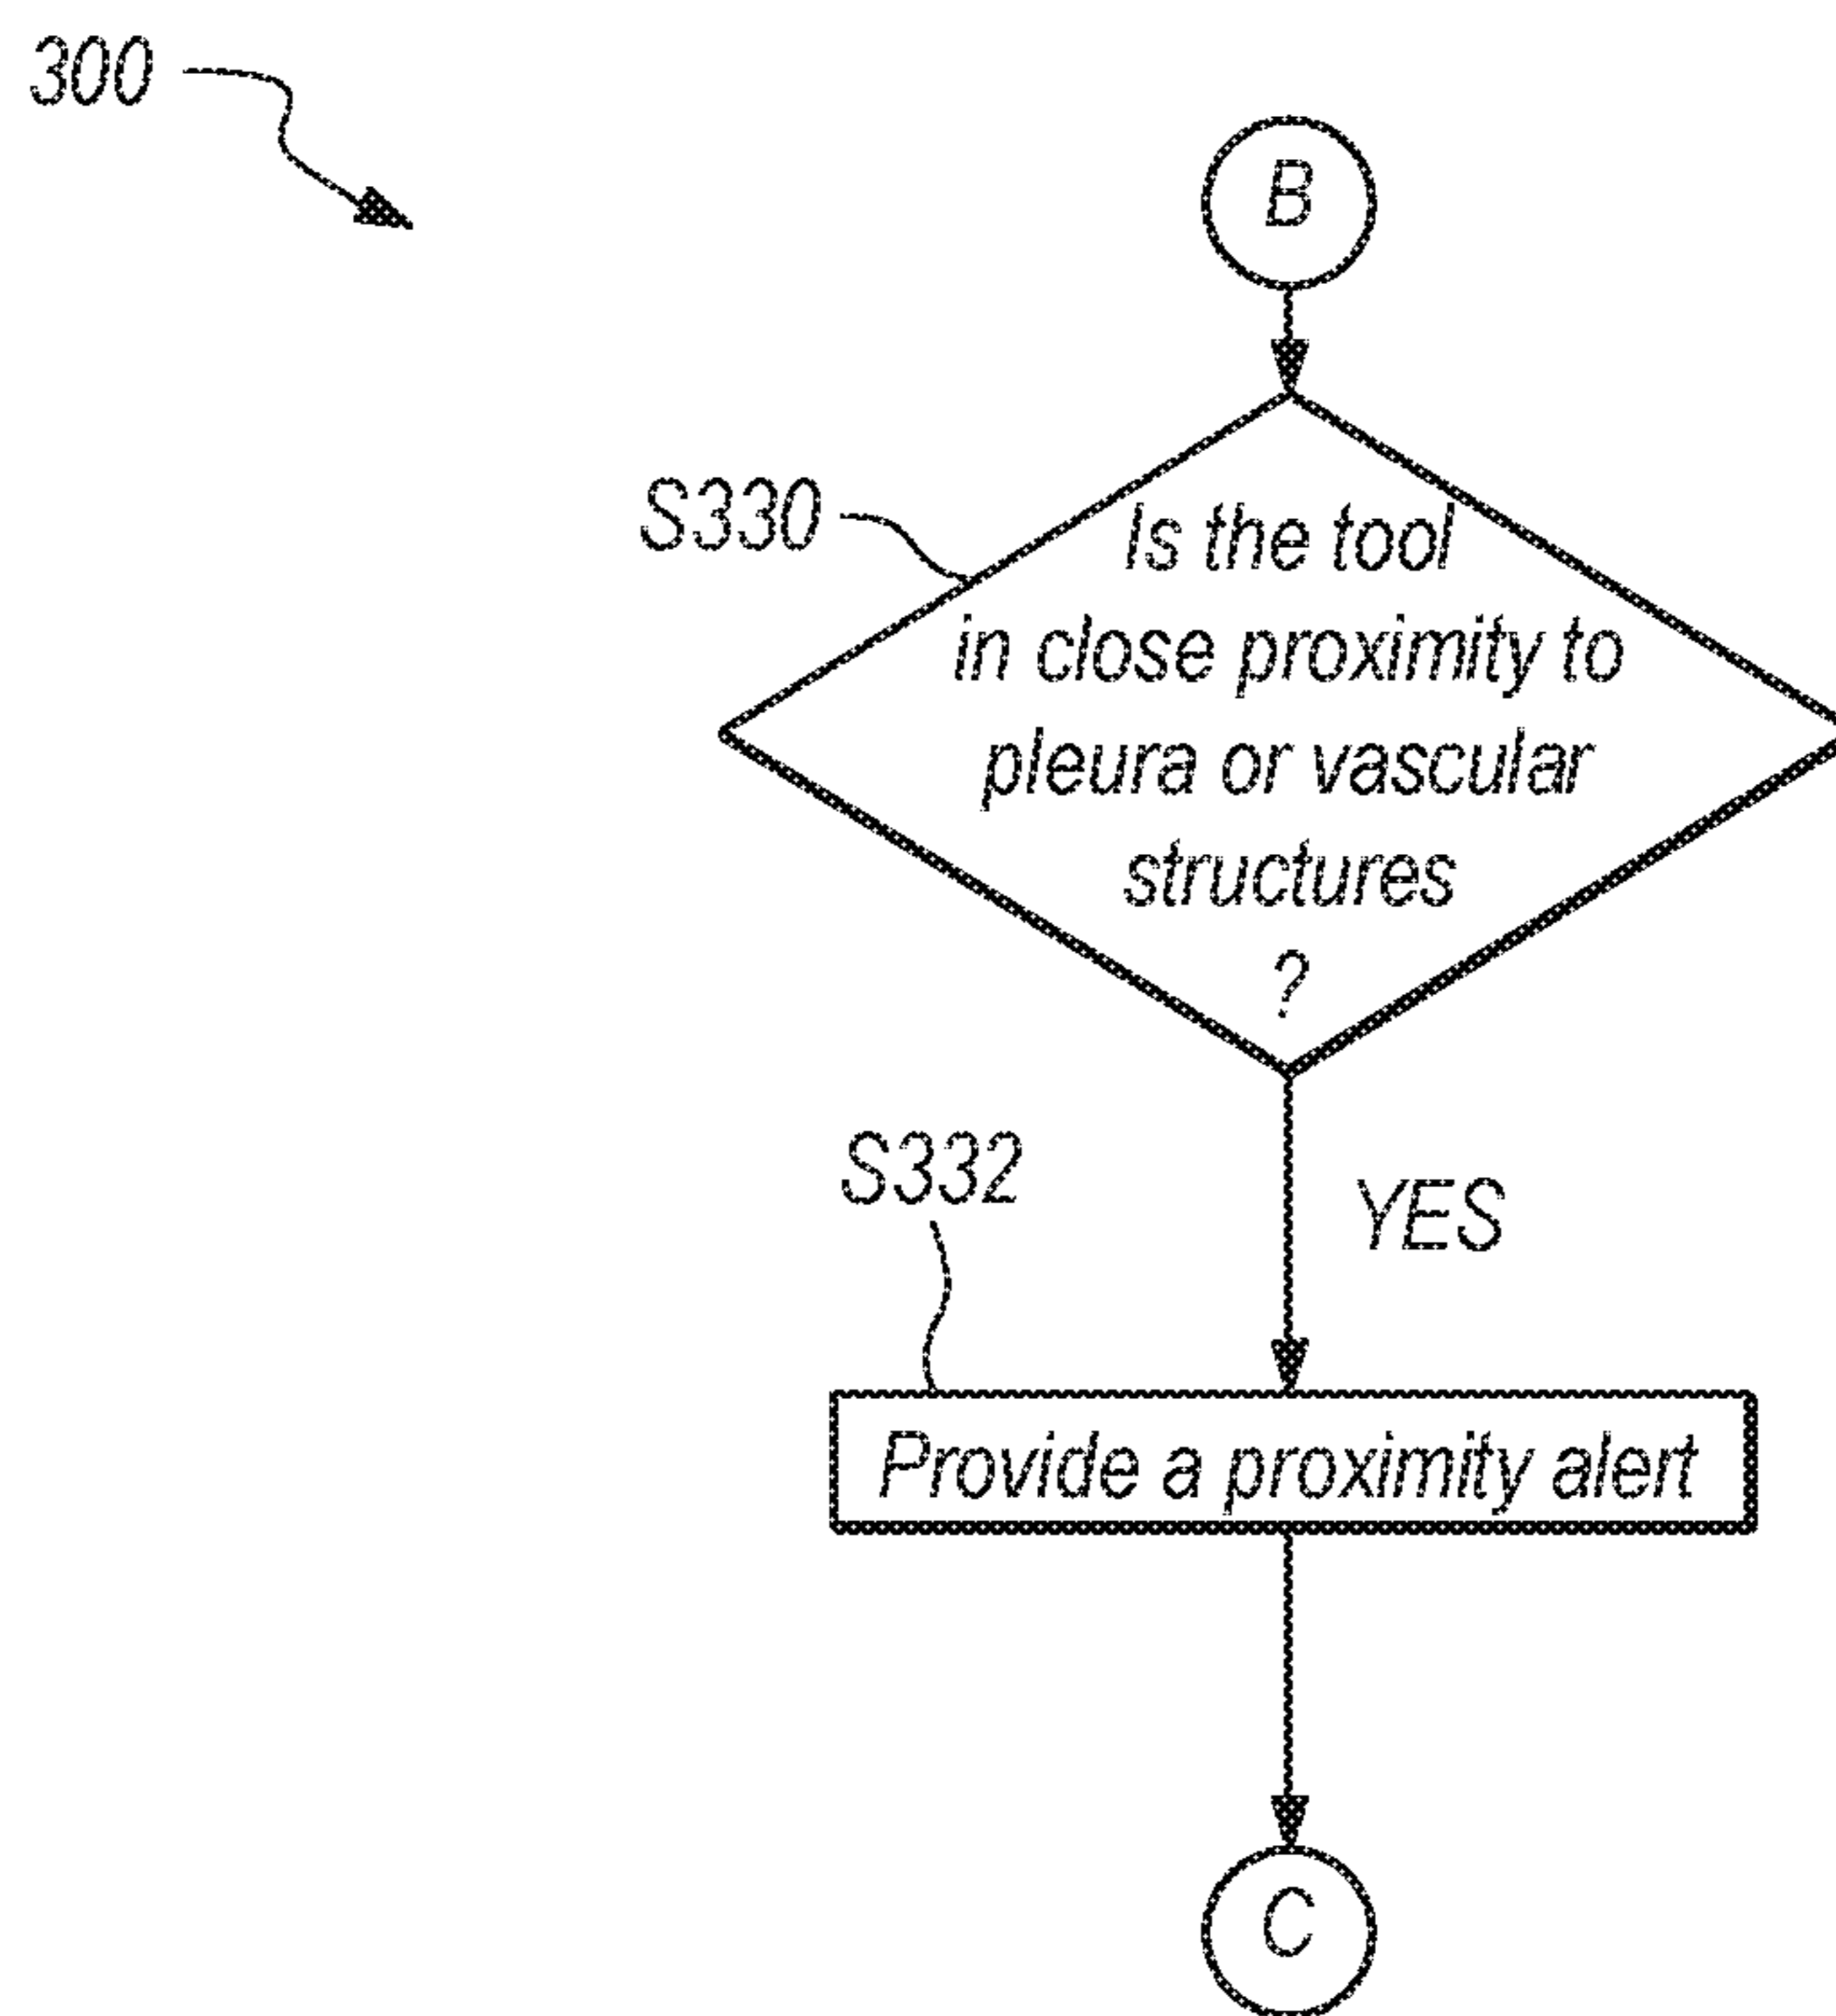 300
B
S330
Is the tool
in close proximity to
pleura or vascular
structures
?
S332
YES
Provide a proximity alert
C